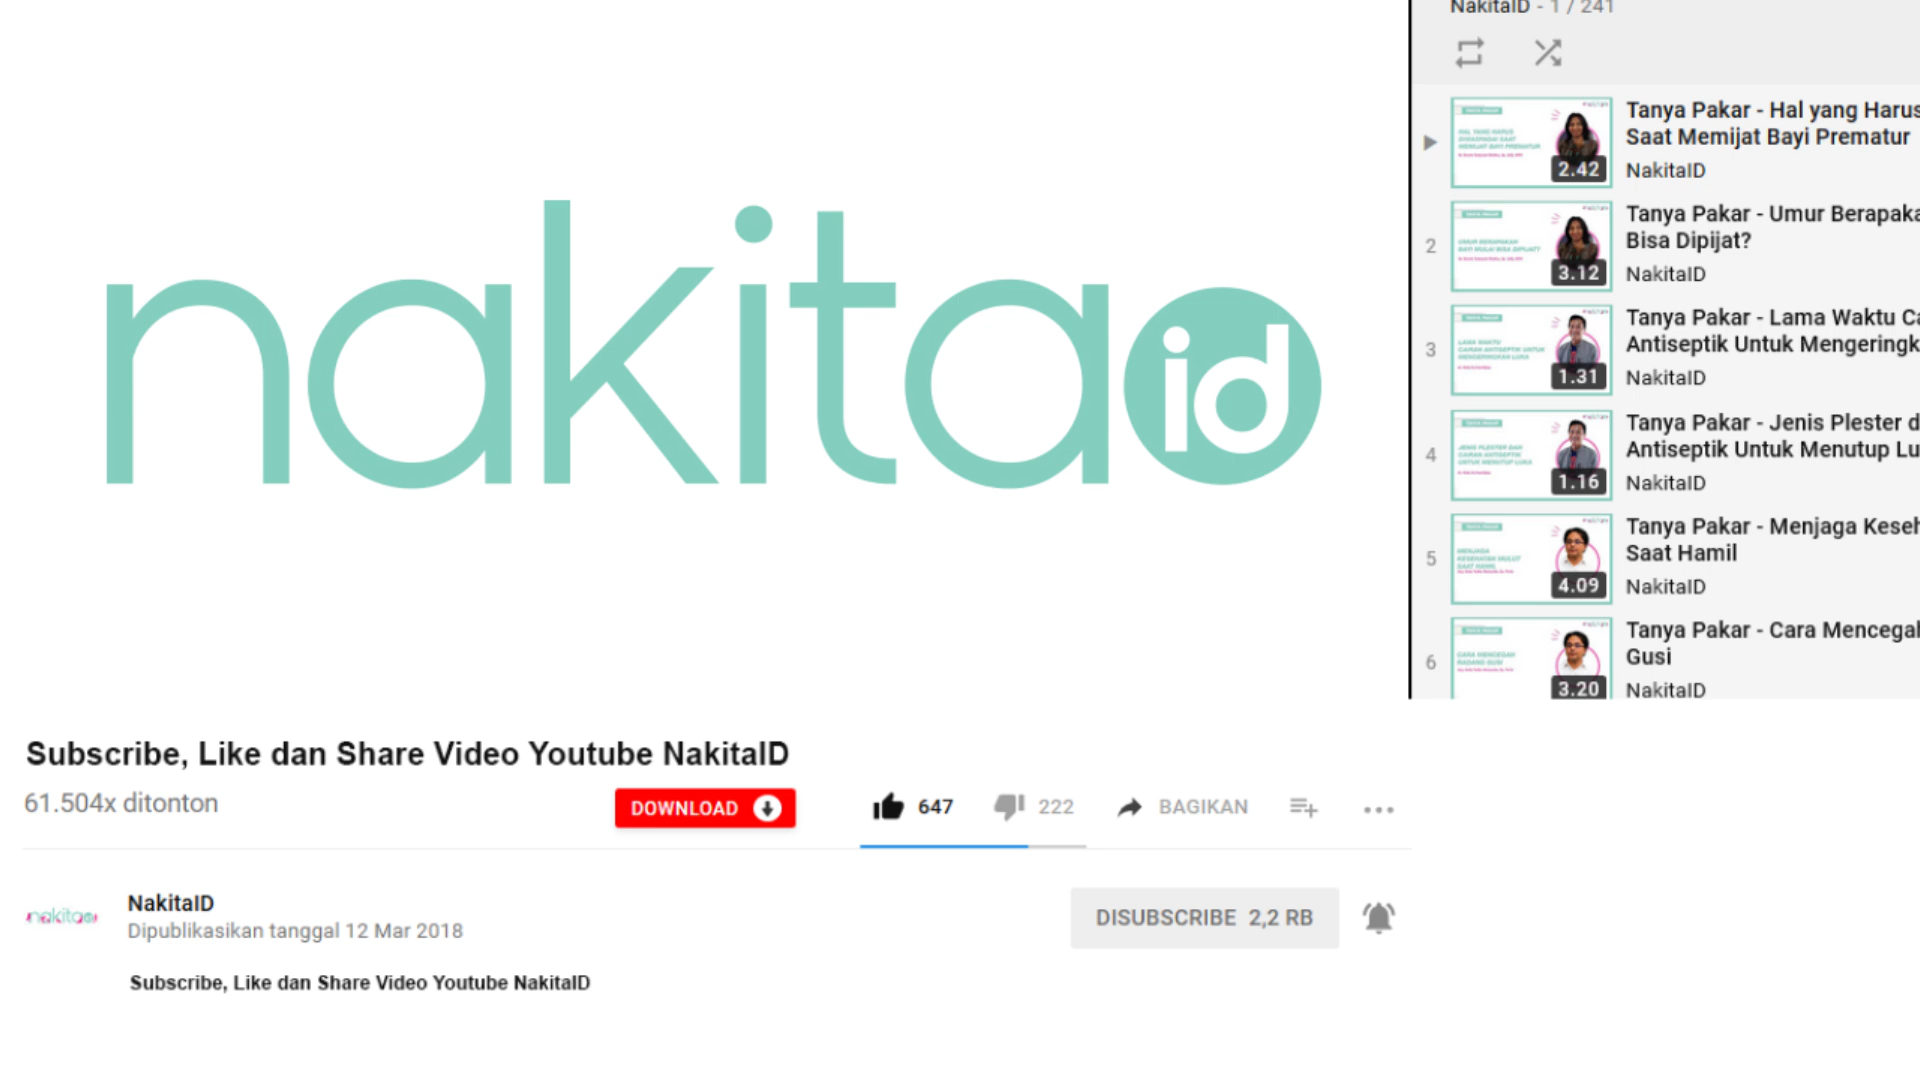 nakita id
NakitaID - 1 / 241
Tanya Pakar - Hal yang Harus
Saat Memijat Bayi Prematur
NakitaID
2.42
2
Tanya Pakar - Umur Berapaka
Bisa Dipijat?
NakitaID
3.12
3
Tanya Pakar - Lama Waktu Ca
Antiseptik Untuk Mengeringk
NakitaID
1.31
4
Tanya Pakar - Jenis Plester d
Antiseptik Untuk Menutup Lu
NakitaID
1.16
5
Tanya Pakar - Menjaga Keseh
Saat Hamil
NakitaID
4.09
6
Tanya Pakar - Cara Mencegah
Gusi
NakitaID
3.20
Subscribe, Like dan Share Video Youtube NakitaID
61.504x ditonton
DOWNLOAD
647
222
BAGIKAN
nakita
NakitaID
Dipublikasikan tanggal 12 Mar 2018
DISUBSCRIBE 2,2 RB
Subscribe, Like dan Share Video Youtube NakitaID